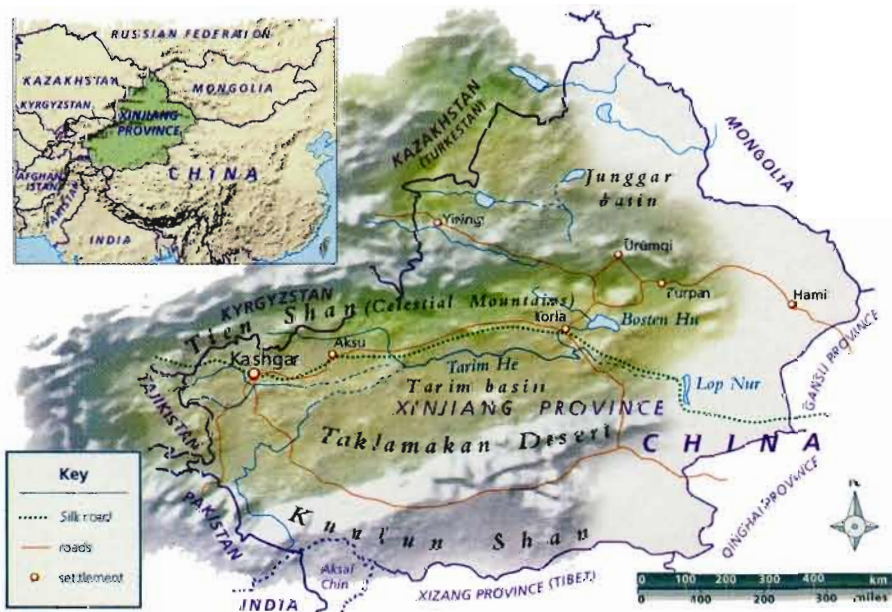 RUSSIAN FEDERATION
KAZAKHSTAN
MONGOLIA
KYRGYZSTAN
XINJIANG
PROVINCE
CHINA
AFGHAN
ISTAN
PAKISTAN
INDIA
KAZAKHSTAN
(TURKESTAN)
MONGOLIA
Junggar
basin
Yining
Ürümqi
Turpan
Hami
KYRGYZSTAN
Tien Shan (Celestial Mountains)
Korla
Bosten Hu
Aksu
Kashgar
Tarim He
Lop Nur
GANSU PROVINCE
TAJIKISTAN
Tarim basin
XINJIANG PROVINCE
Taklamakan Desert
CHINA
Key
Silk road
roads
settlement
PAKISTAN
Kunlun Shan
QINGHAI PROVINCE
N
Aksai
Chin
XIZANG PROVINCE (TIBET)
INDIA
0 100 200 300 400 km
0 100 200 300 miles